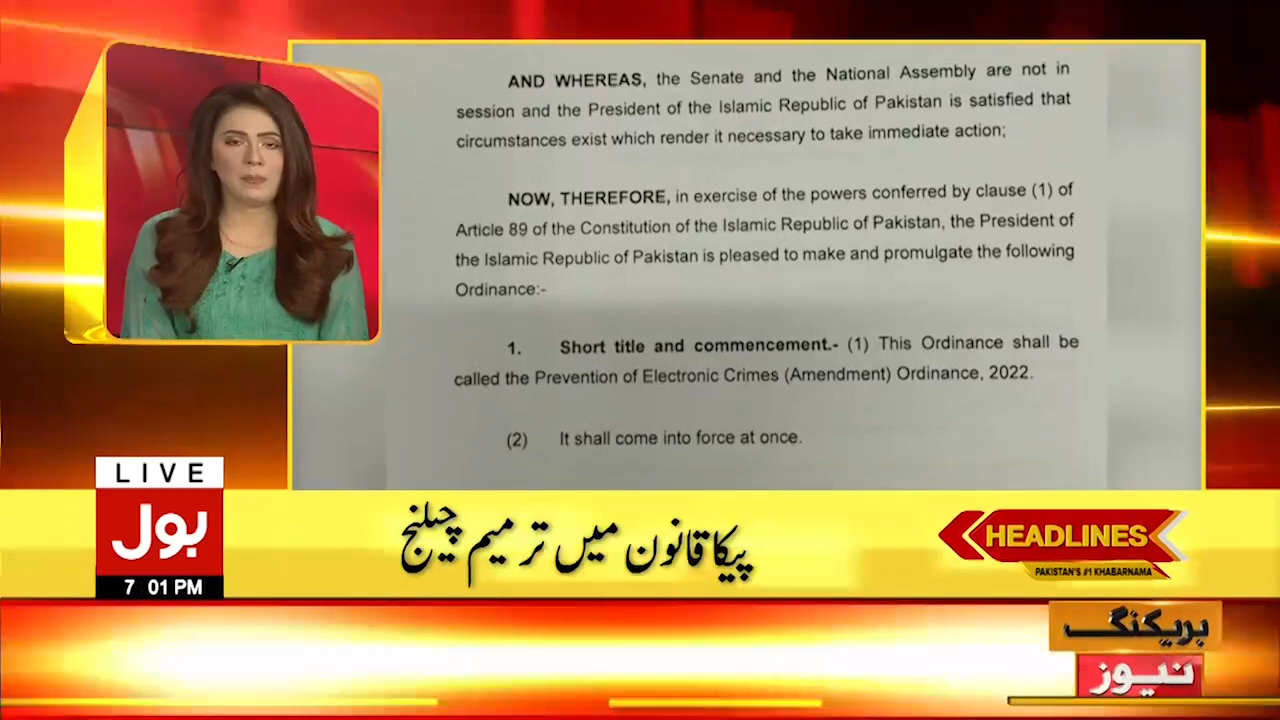 AND WHEREAS, the Senate and the National Assembly are not in
session and the President of the Islamic Republic of Pakistan is satisfied that
circumstances exist which render it necessary to take immediate action;
NOW, THEREFORE, in exercise of the powers conferred by clause (1) of
Article 89 of the Constitution of the Islamic Republic of Pakistan, the President of
the Islamic Republic of Pakistan is pleased to make and promulgate the following
Ordinance:-
1. Short title and commencement.- (1) This Ordinance shall be
called the Prevention of Electronic Crimes (Amendment) Ordinance, 2022.
(2) It shall come into force at once.
LIVE
بول
7 01 PM
پیکا قانون میں ترمیم چیلنج
HEADLINES
PAKISTAN'S #1 KHABARNAMA
بریکنگ
نیوز